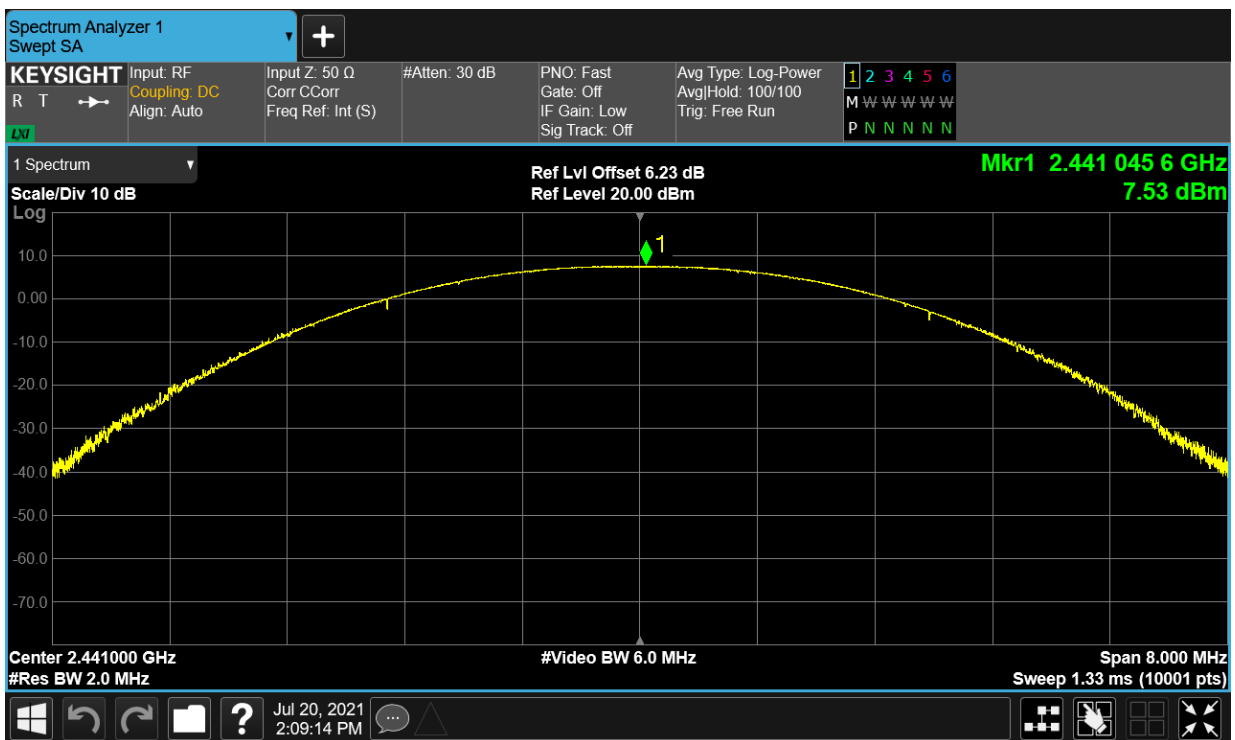 Spectrum Analyzer 1
Swept SA
+
KEYSIGHT Input: RF Input Z: 50 Ω #Atten: 30 dB PNO: Fast Avg Type: Log-Power 1 2 3 4 5 6
R T Coupling: DC Corr CCorr Gate: Off Avg|Hold: 100/100 M W W W W W
Align: Auto Freq Ref: Int (S) IF Gain: Low Trig: Free Run
LXI Sig Track: Off P N N N N N
1 Spectrum Ref Lvl Offset 6.23 dB Mkr1 2.441 045 6 GHz
Scale/Div 10 dB Ref Level 20.00 dBm 7.53 dBm
Log
1
10.0
0.00
-10.0
-20.0
-30.0
-40.0
-50.0
-60.0
-70.0
Center 2.441000 GHz #Video BW 6.0 MHz Span 8.000 MHz
#Res BW 2.0 MHz Sweep 1.33 ms (10001 pts)
? Jul 20, 2021
2:09:14 PM